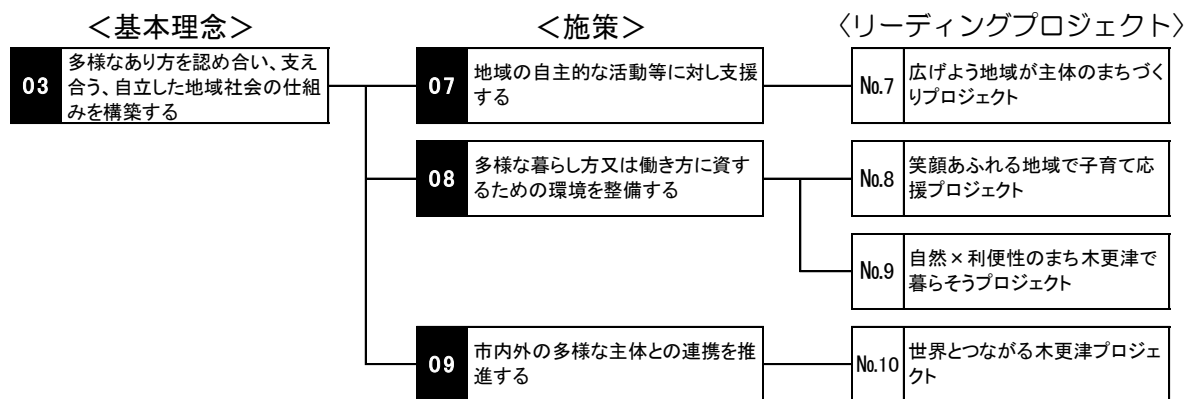 ＜基本理念＞
＜施策＞
〈リーディングプロジェクト〉
03
多様なあり方を認め合い、支え
合う、自立した地域社会の仕組
みを構築する
07
地域の自主的な活動等に対し支援
する
№7
広げよう地域が主体のまちづく
りプロジェクト
08
多様な暮らし方又は働き方に資す
るための環境を整備する
№8
笑顔あふれる地域で子育て応
援プロジェクト
№9
自然×利便性のまち木更津で
暮らそうプロジェクト
09
市内外の多様な主体との連携を推
進する
№10
世界とつながる木更津プロジェ
クト